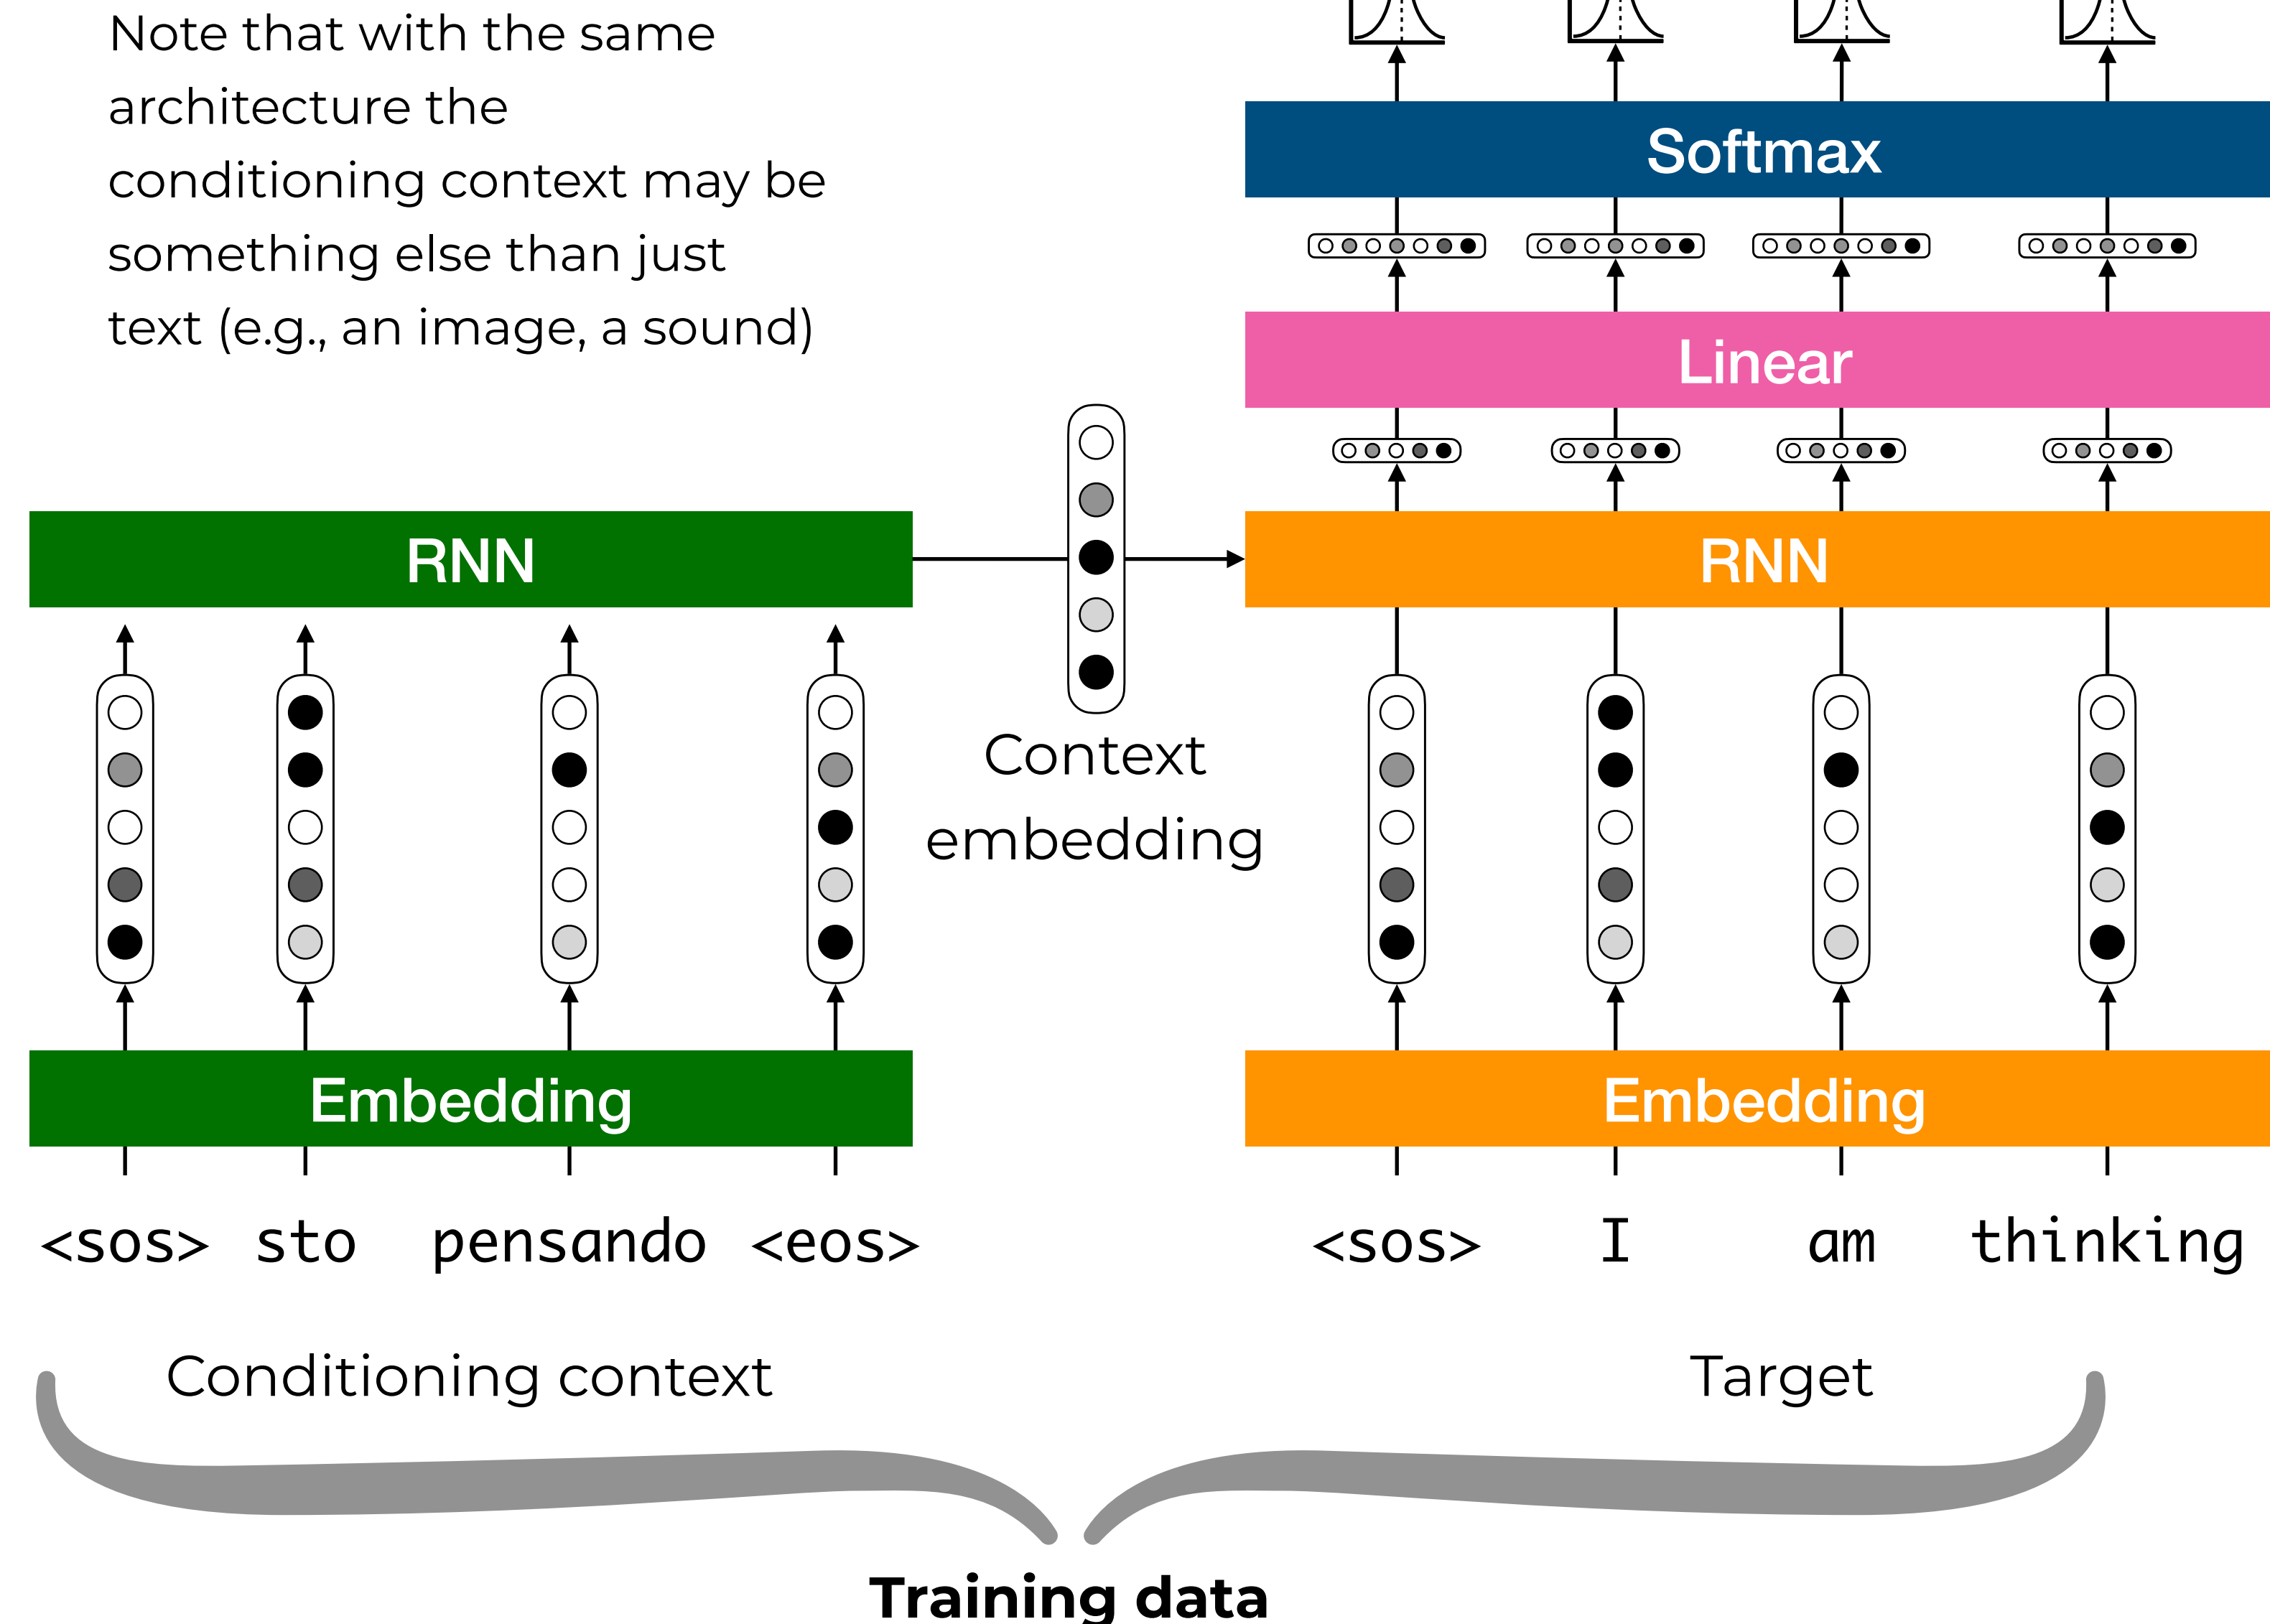 Note that with the same
architecture the
conditioning context may be
something else than just
text (e.g., an image, a sound)
Softmax
Linear
RNN
RNN
Context
embedding
Embedding
Embedding
<sos> sto pensando <eos>
<sos> I am thinking
Conditioning context
Target
Training data